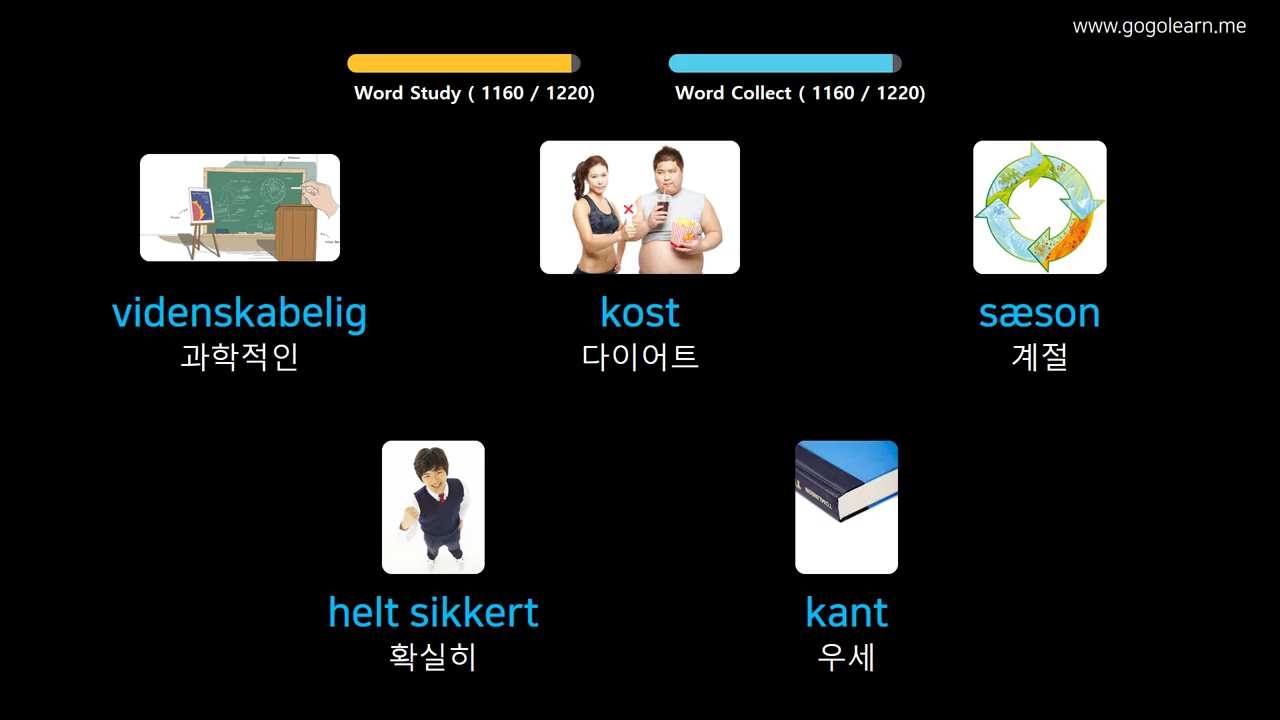 www.gogolearn.me
Word Study ( 1160 / 1220)
Word Collect ( 1160 / 1220)
videnskabelig
과학적인
kost
다이어트
sæson
계절
helt sikkert
확실히
kant
우세
TOMLINSON